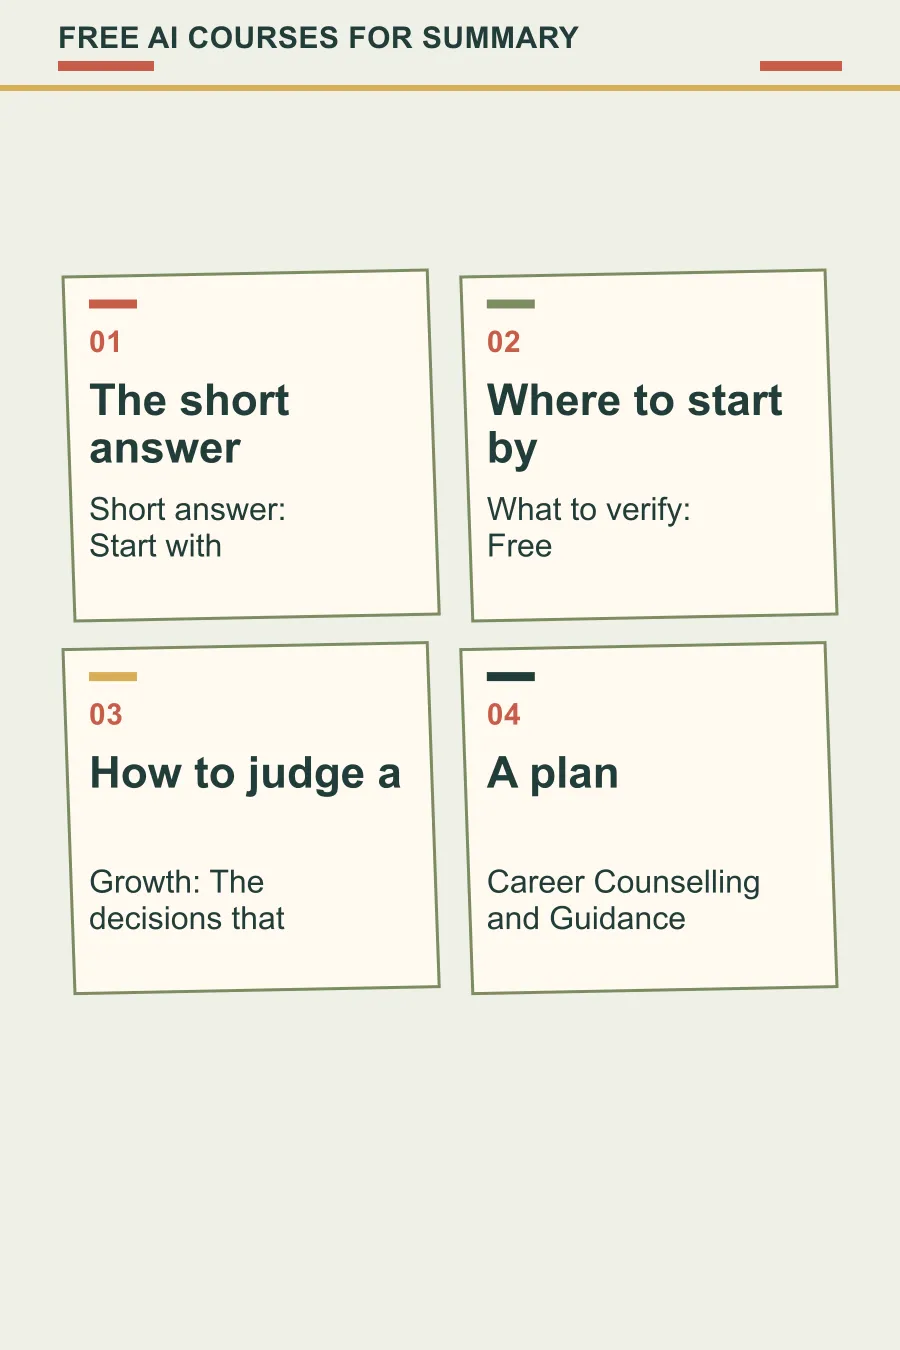 FREE AI COURSES FOR SUMMARY
01
The short
answer
Short answer:
Start with
02
Where to start
by
What to verify:
Free
03
How to judge a
Growth: The
decisions that
04
A plan
Career Counselling
and Guidance